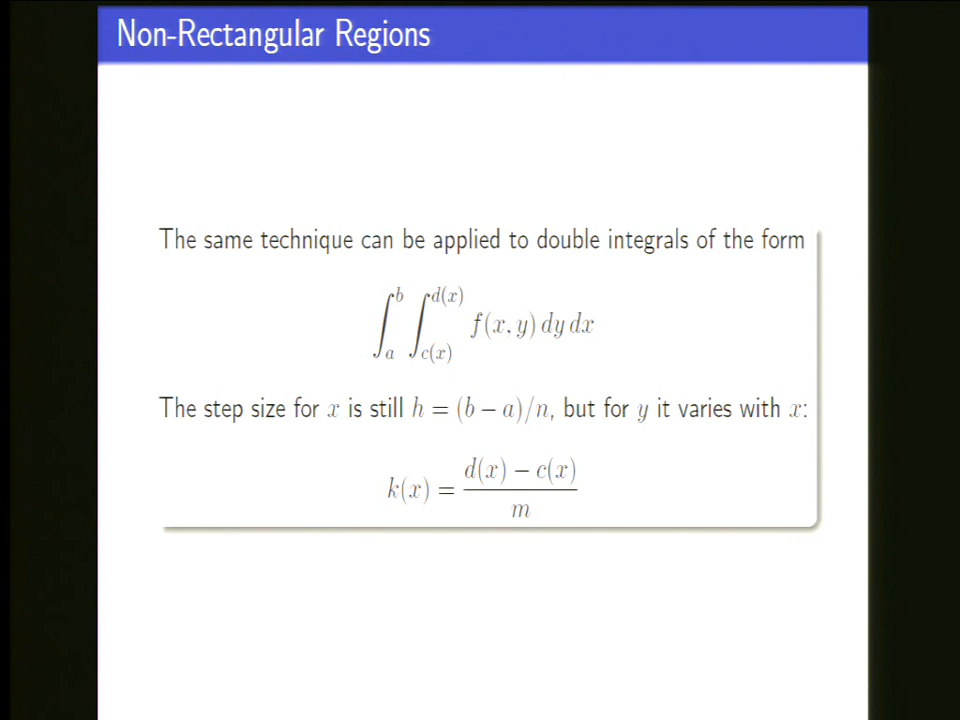 Non-Rectangular Regions
The same technique can be applied to double integrals of the form
∫_a^b ∫_{c(x)}^{d(x)} f(x, y) dy dx
The step size for x is still h = (b − a)/n, but for y it varies with x:
k(x) = \frac{d(x) − c(x)}{m}